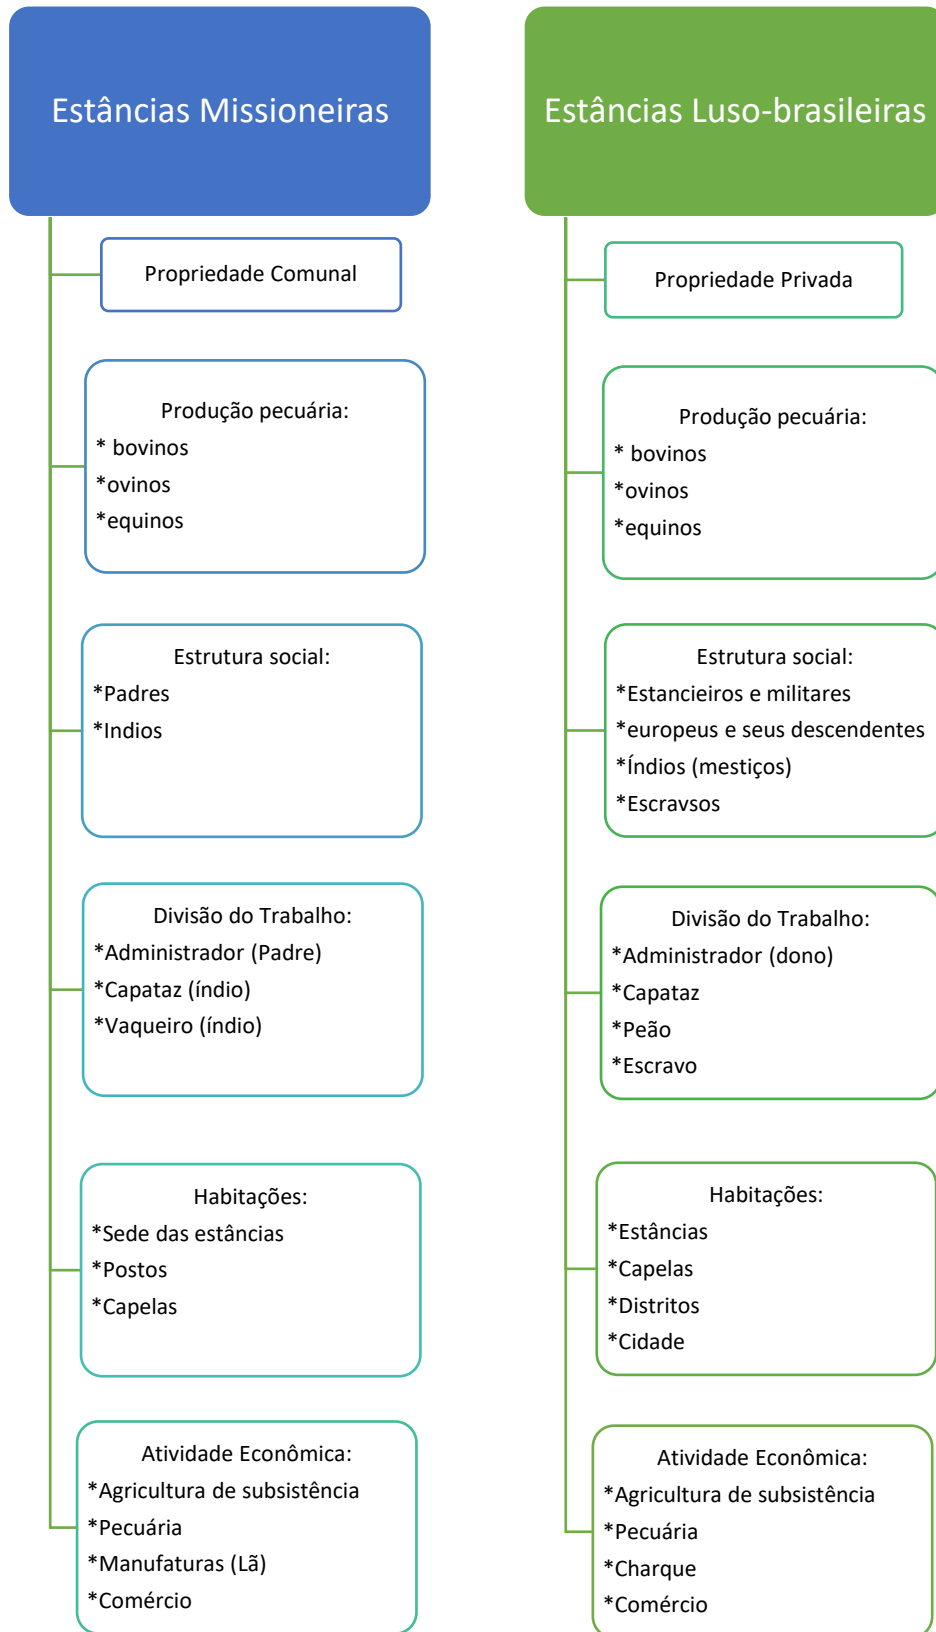 Estâncias Missioneiras
Propriedade Comunal
Produção pecuária:
* bovinos
*ovinos
*equinos
Estrutura social:
*Padres
*Indios
Divisão do Trabalho:
*Administrador (Padre)
*Capataz (índio)
*Vaqueiro (índio)
Habitações:
*Sede das estâncias
*Postos
*Capelas
Atividade Econômica:
*Agricultura de subsistência
*Pecuária
*Manufaturas (Lã)
*Comércio
Estâncias Luso-brasileiras
Propriedade Privada
Produção pecuária:
* bovinos
*ovinos
*equinos
Estrutura social:
*Estancieiros e militares
*europeus e seus descendentes
*Índios (mestiços)
*Escravsos
Divisão do Trabalho:
*Administrador (dono)
*Capataz
*Peão
*Escravo
Habitações:
*Estâncias
*Capelas
*Distritos
*Cidade
Atividade Econômica:
*Agricultura de subsistência
*Pecuária
*Charque
*Comércio